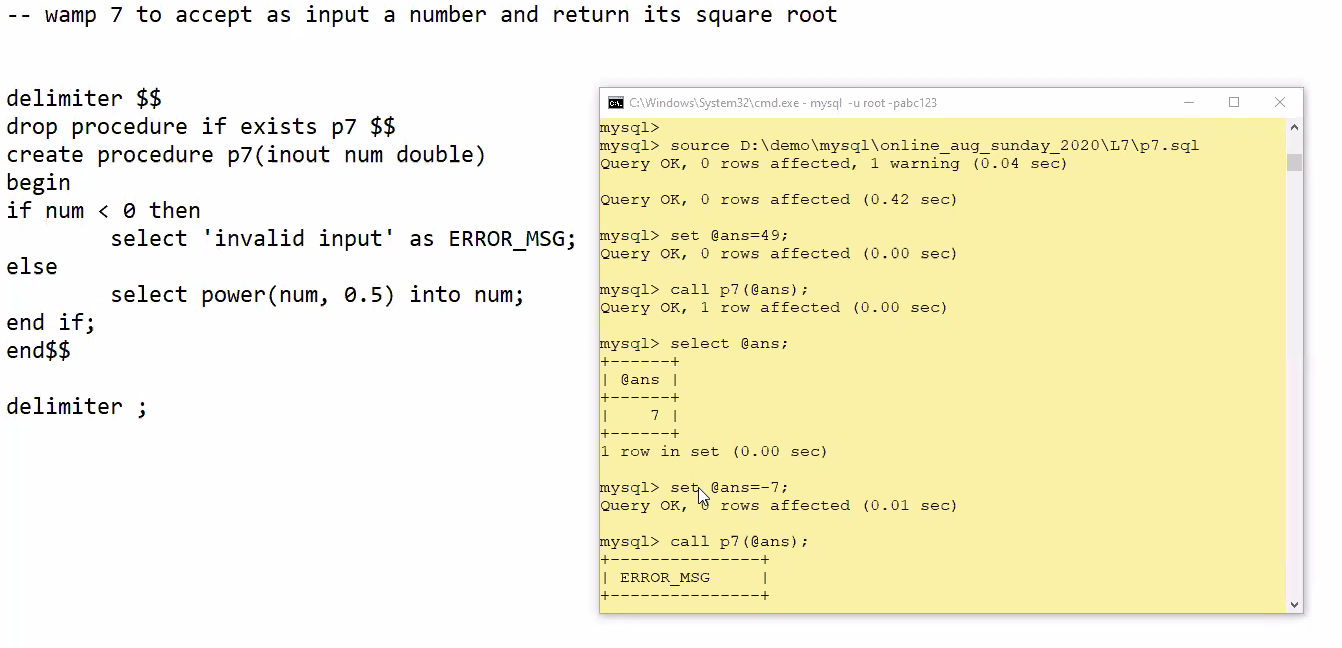 -- wamp 7 to accept as input a number and return its square root
delimiter $$
drop procedure if exists p7 $$
create procedure p7(inout num double)
begin
if num < 0 then
select 'invalid input' as ERROR_MSG;
else
select power(num, 0.5) into num;
end if;
end$$
delimiter ;
C:\Windows\System32\cmd.exe - mysql -u root -pabc123
mysql>
mysql> source D:\demo\mysql\online_aug_sunday_2020\L7\p7.sql
Query OK, 0 rows affected, 1 warning (0.04 sec)
Query OK, 0 rows affected (0.42 sec)
mysql> set @ans=49;
Query OK, 0 rows affected (0.00 sec)
mysql> call p7(@ans);
Query OK, 1 row affected (0.00 sec)
mysql> select @ans;
+------+
| @ans |
+------+
|    7 |
+------+
1 row in set (0.00 sec)
mysql> set @ans=-7;
Query OK, 0 rows affected (0.01 sec)
mysql> call p7(@ans);
+---------------+
| ERROR_MSG     |
+---------------+